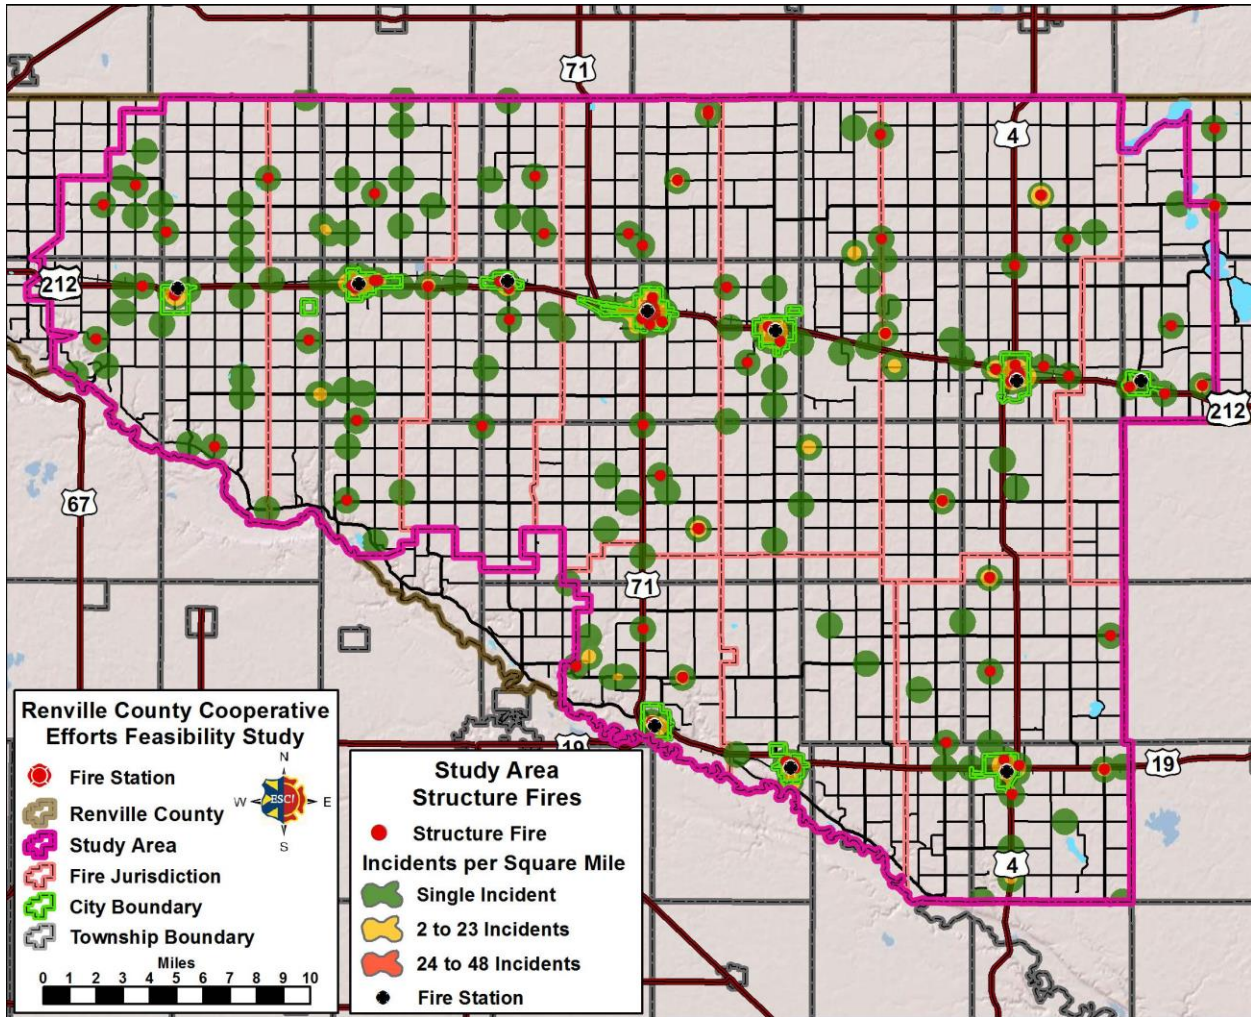 71
4
212
212
67
71
19
19
4
Renville County Cooperative
Efforts Feasibility Study
Fire Station
Renville County
Study Area
Fire Jurisdiction
City Boundary
Township Boundary
N
W
ESCI
E
S
Miles
0 1 2 3 4 5 6 7 8 9 10
Study Area
Structure Fires
Structure Fire
Incidents per Square Mile
Single Incident
2 to 23 Incidents
24 to 48 Incidents
Fire Station